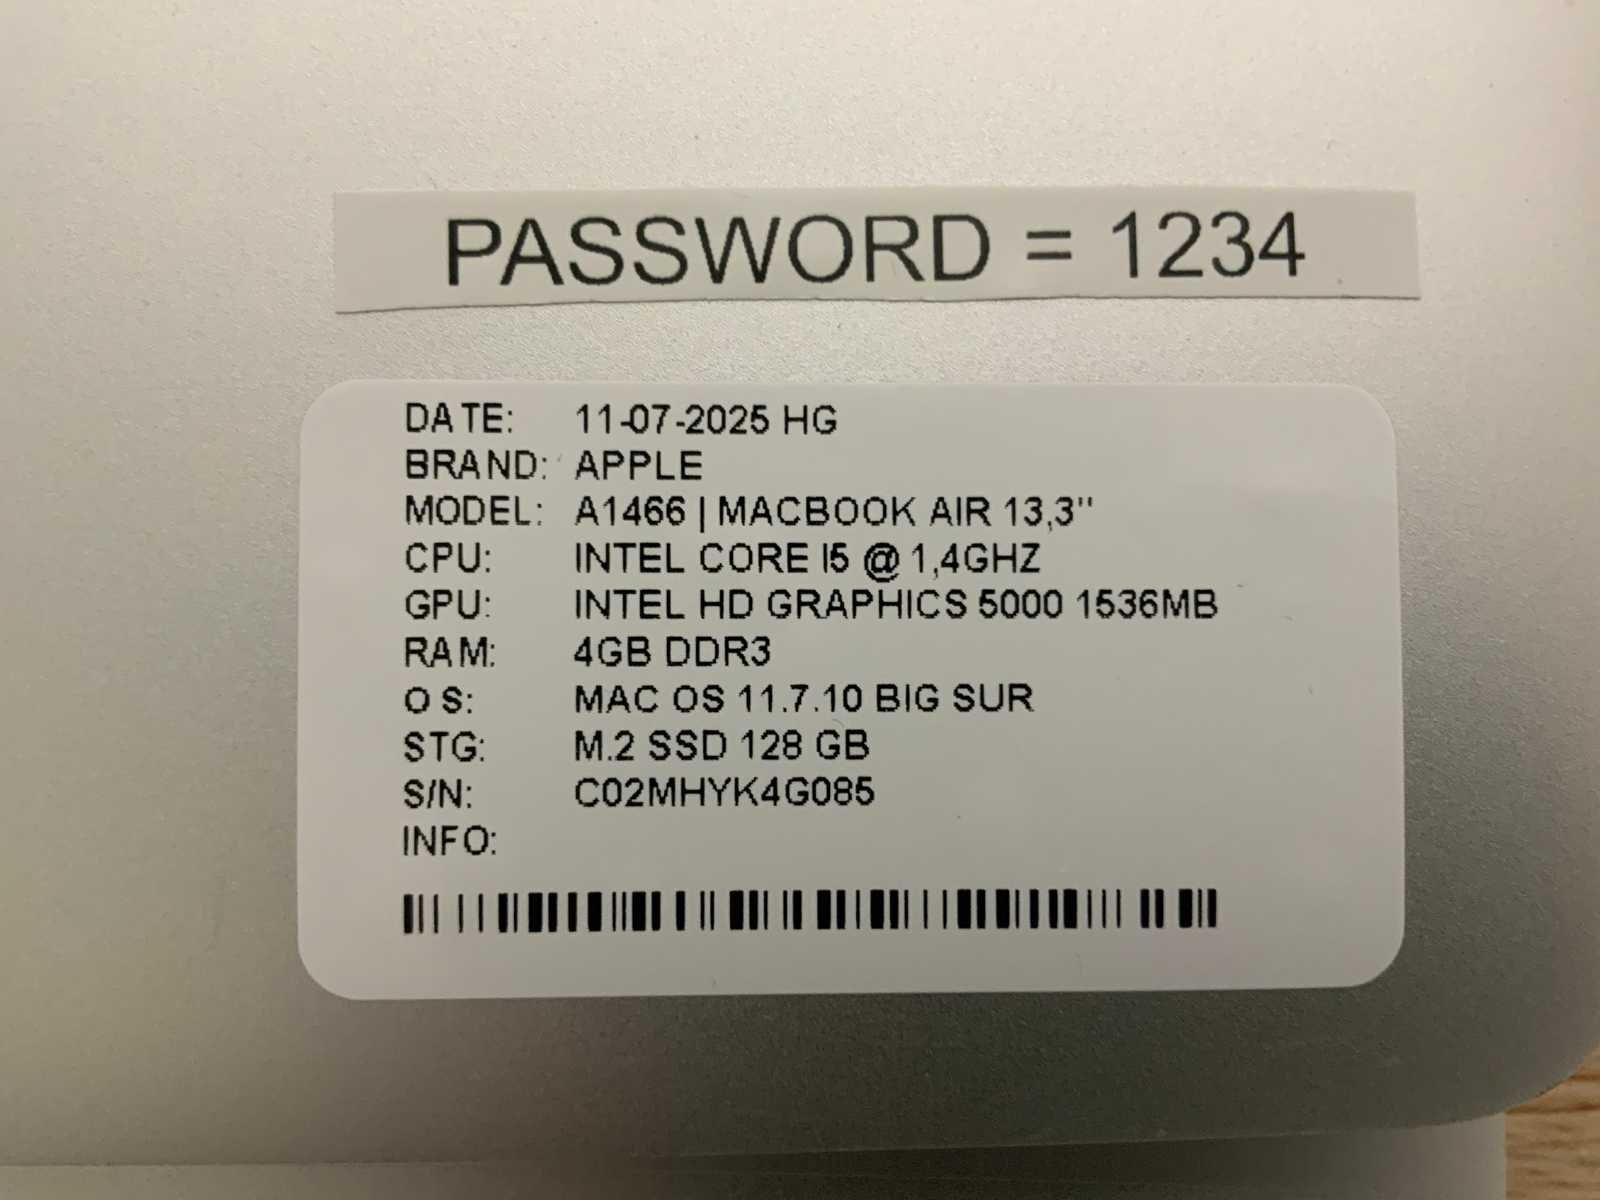 PASSWORD = 1234
DATE: 11-07-2025 HG
BRAND: APPLE
MODEL: A1466 | MACBOOK AIR 13,3"
CPU: INTEL CORE I5 @ 1,4GHZ
GPU: INTEL HD GRAPHICS 5000 1536MB
RAM: 4GB DDR3
OS: MAC OS 11.7.10 BIG SUR
STG: M.2 SSD 128 GB
S/N: C02MHYK4G085
INFO: